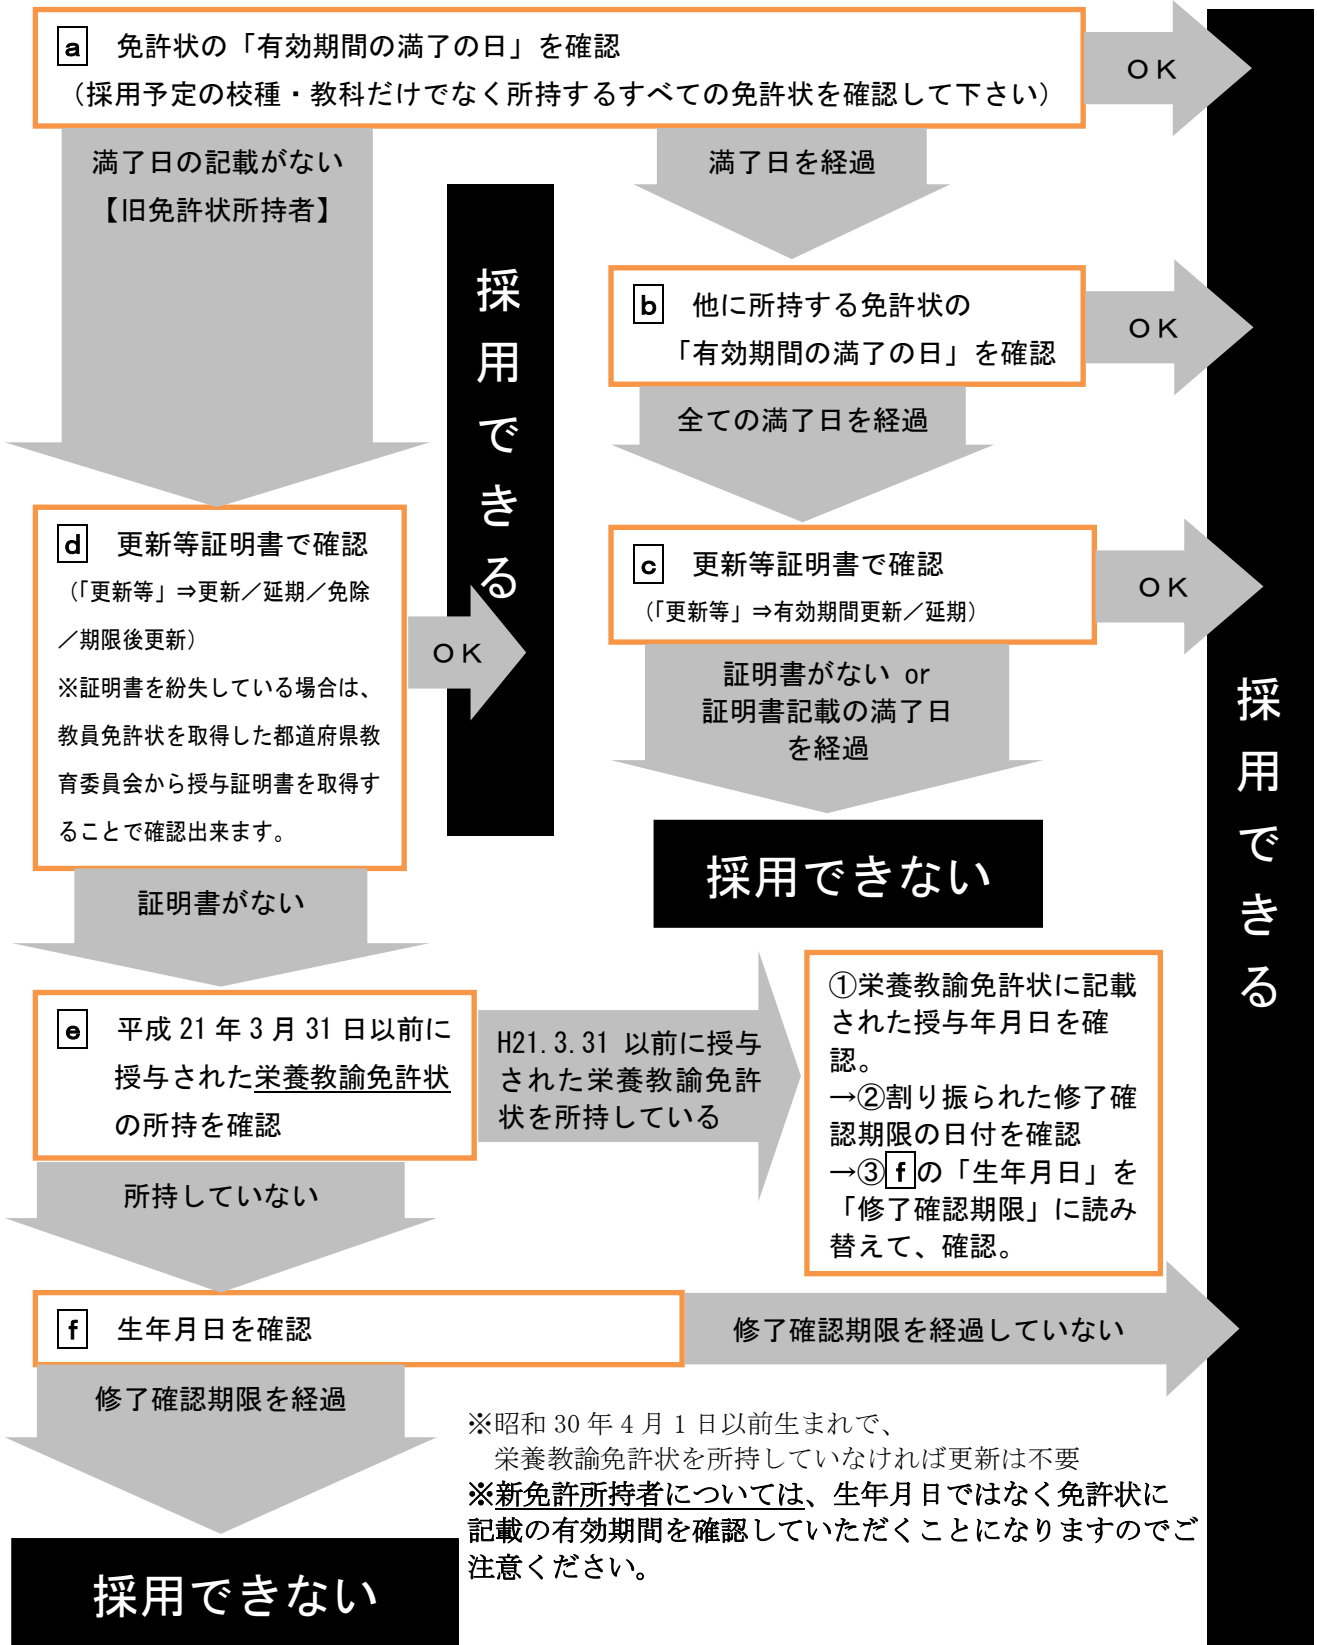 a 免許状の「有効期間の満了の日」を確認
（採用予定の校種・教科だけでなく所持するすべての免許状を確認して下さい）
ＯＫ
満了日の記載がない
【旧免許状所持者】
満了日を経過
採用できる
b 他に所持する免許状の
「有効期間の満了の日」を確認
ＯＫ
全ての満了日を経過
d 更新等証明書で確認
（「更新等」⇒更新／延期／免除
／期限後更新）
※証明書を紛失している場合は、
教員免許状を取得した都道府県教
育委員会から授与証明書を取得す
ることで確認出来ます。
ＯＫ
c 更新等証明書で確認
（「更新等」⇒有効期間更新／延期）
ＯＫ
証明書がない or
証明書記載の満了日
を経過
採用できない
採用できる
証明書がない
e 平成 21 年 3 月 31 日以前に
授与された栄養教諭免許状
の所持を確認
H21.3.31 以前に授与
された栄養教諭免許
状を所持している
①栄養教諭免許状に記載
された授与年月日を確
認。
→②割り振られた修了確
認期限の日付を確認
→③fの「生年月日」を
「修了確認期限」に読み
替えて、確認。
所持していない
f 生年月日を確認
修了確認期限を経過していない
修了確認期限を経過
※昭和 30 年 4 月 1 日以前生まれで、
栄養教諭免許状を所持していなければ更新は不要
※新免許所持者については、生年月日ではなく免許状に
記載の有効期間を確認していただくことになりますのでご
注意ください。
採用できない